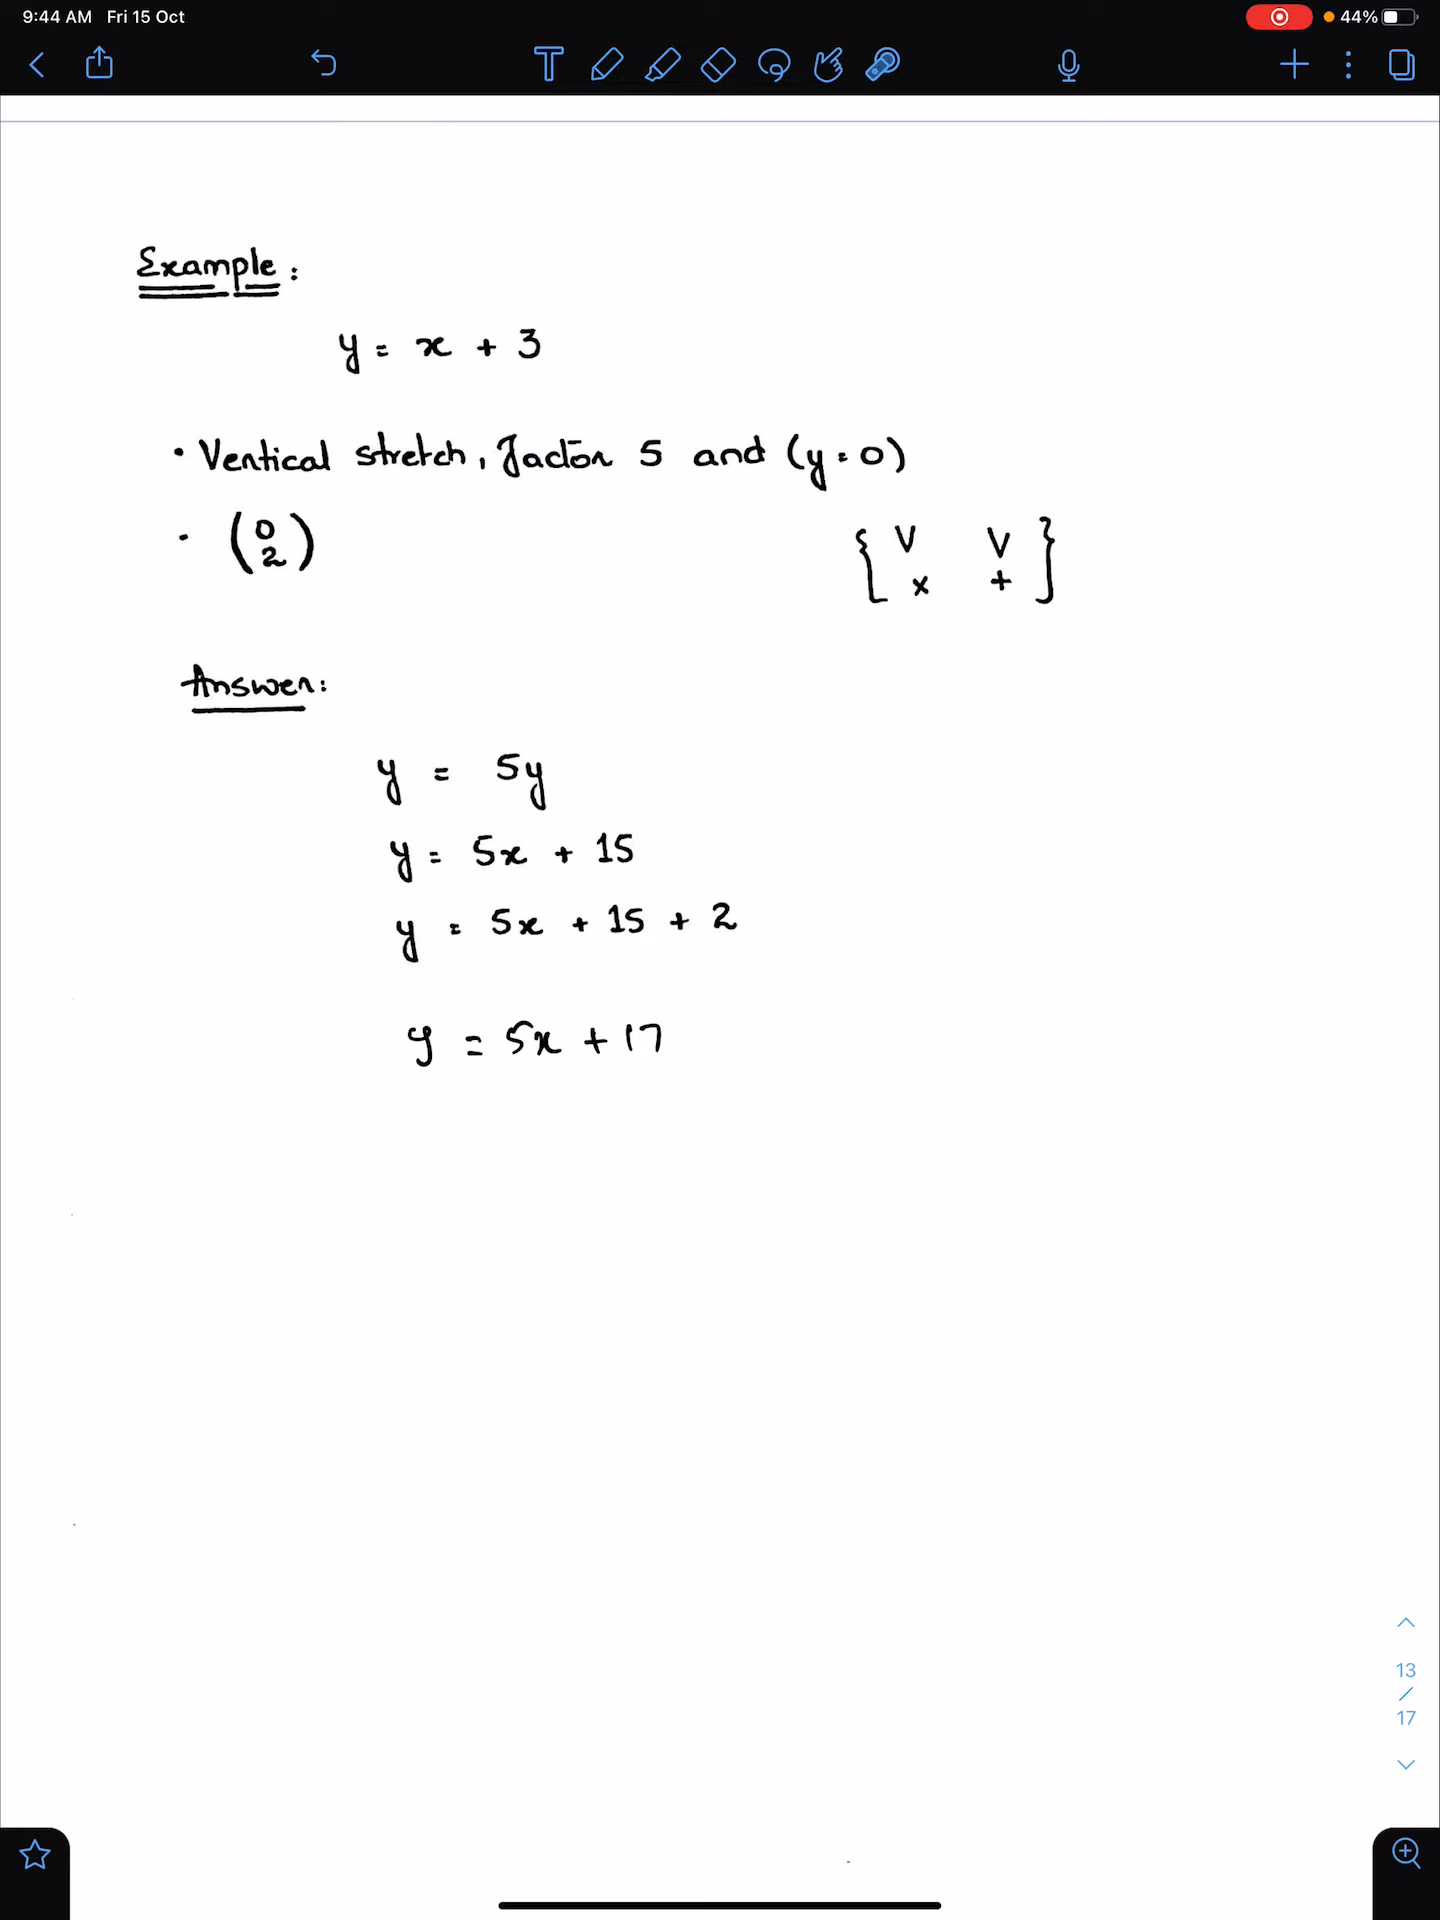 9:44 AM Fri 15 Oct
44%
Example:
y = x + 3
• Vertical stretch, factor 5 and (y = 0)
• (0
2)
{ V V }
x +
Answer:
y = 5y
y = 5x + 15
y = 5x + 15 + 2
y = 5x + 17
13
/
17